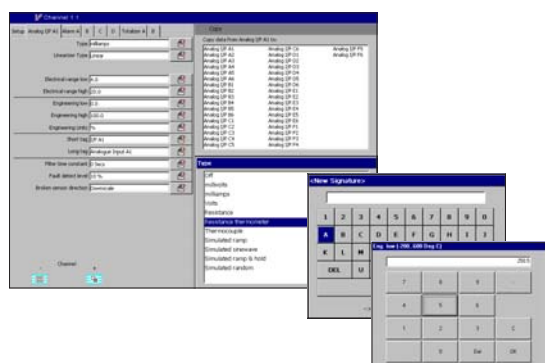 Channel 1.1
Setup Analog I/P A1 Alarm A B C D Totaliser A B
Type milliamps
Linearise Type Linear
Electrical range low 4.0
Electrical range high 20.0
Engineering low 0.0
Engineering high 100.0
Engineering Units %
Short tag I/P A1
Long tag Analogue Input A1
Filter time constant 0 Secs
Fault detect level 10 %
Broken sensor direction Downscale
Channel
- +
Copy
Copy data from Analog I/P A1 to:
Analog I/P A1 Analog I/P C6 Analog I/P F5
Analog I/P A2 Analog I/P D1 Analog I/P F6
Analog I/P A3 Analog I/P D2
Analog I/P A4 Analog I/P D3
Analog I/P A5 Analog I/P D4
Analog I/P A6 Analog I/P D5
Analog I/P B1 Analog I/P D6
Analog I/P B2 Analog I/P E1
Analog I/P B3 Analog I/P E2
Analog I/P B4 Analog I/P E3
Analog I/P B5 Analog I/P E4
Analog I/P B6 Analog I/P E5
Analog I/P C1 Analog I/P E6
Analog I/P C2 Analog I/P F1
Analog I/P C3 Analog I/P F2
Analog I/P C4 Analog I/P F3
Analog I/P C5 Analog I/P F4
Type
Off
millivolts
milliamps
Volts
Resistance
Resistance thermometer
Thermocouple
Simulated ramp
Simulated sinewave
Simulated ramp & hold
Simulated random
<New Signature>
1 2 3 4 5 6 7 8 9 0
A B C D E F G H I J
K L M
DEL U
Eng. low (-200, 600 Deg C)
7 8 9 -
4 5 6
1 2 3
0 Del OK